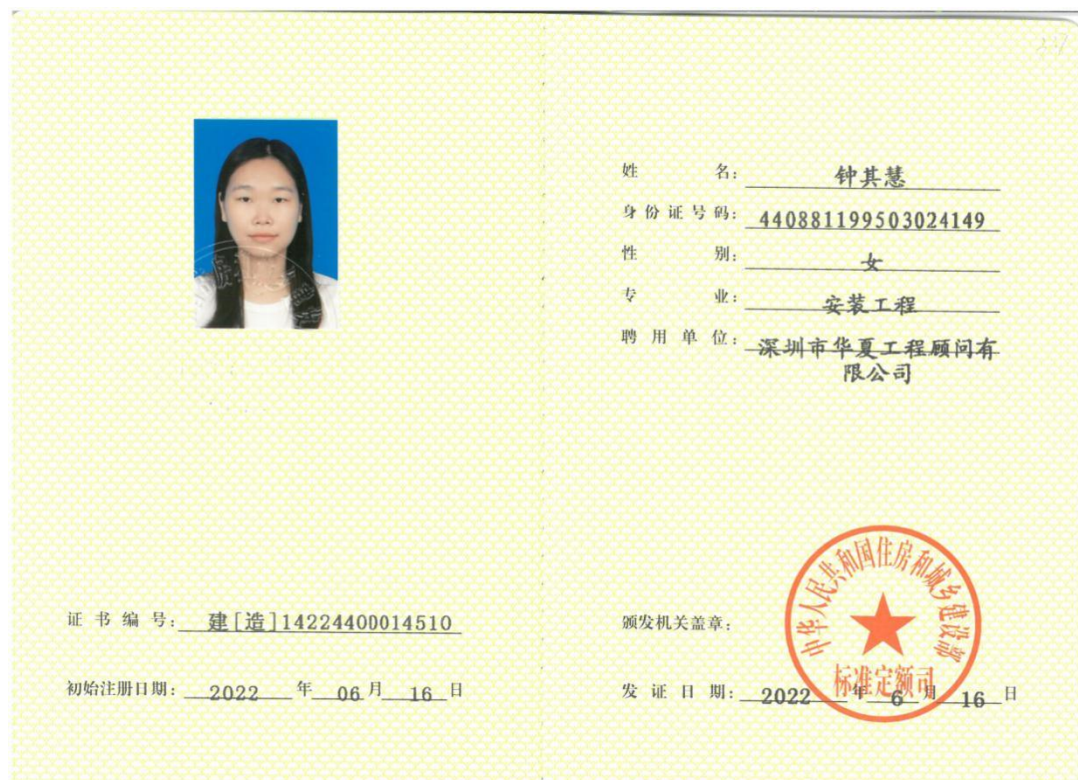 姓 名: 钟其慧
身份证号码: 440881199503024149
性 别: 女
专 业: 安装工程
聘用单位: 深圳市华夏工程顾问有
限公司
证书编号: 建[造]14224400014510
初始注册日期: 2022 年 06 月 16 日
颁发机关盖章:
中华人民共和国住房和城乡建设部
标准定额司
发证日期: 2022 年 6 月 16 日